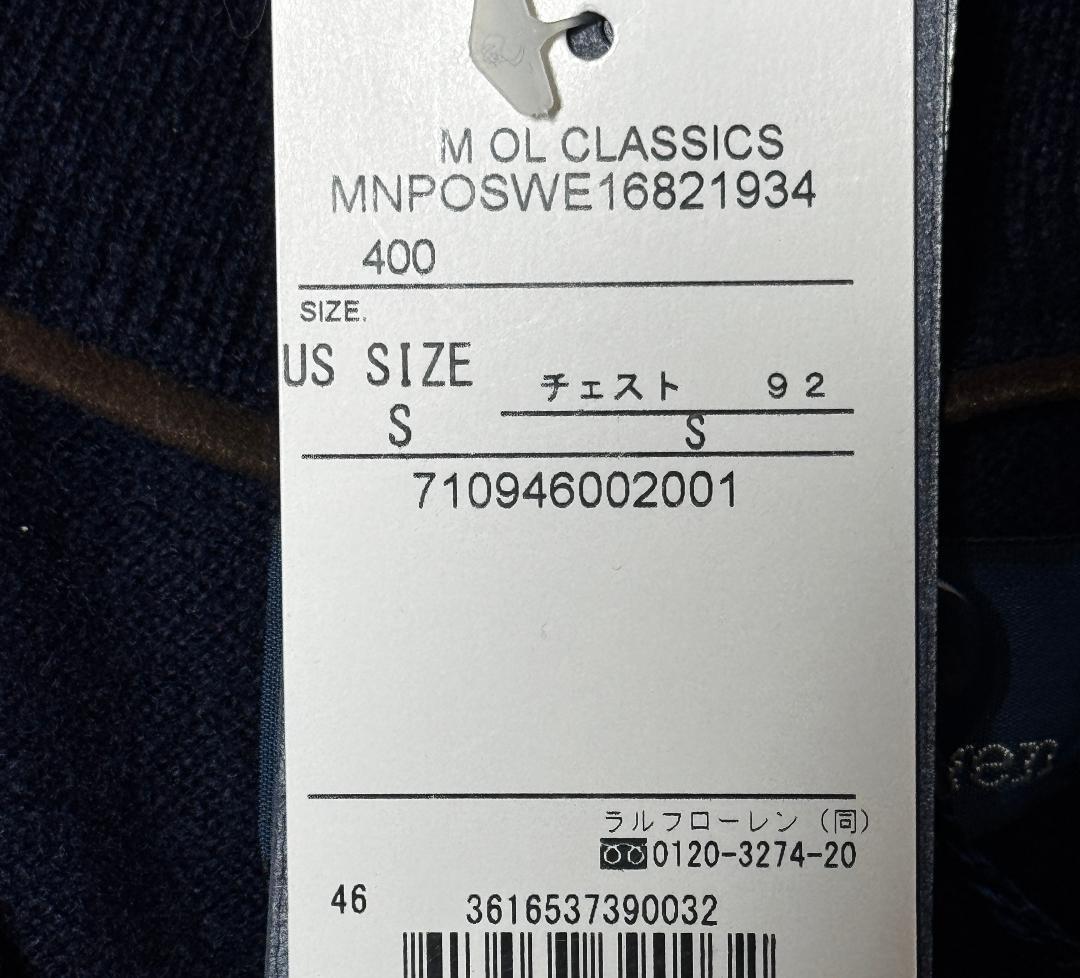 M OL CLASSICS
MNPOSWE16821934
400
SIZE.
US SIZE
チェスト 92
S
S
710946002001
ラルフローレン (同)
0120-3274-20
46
3616537390032
ren